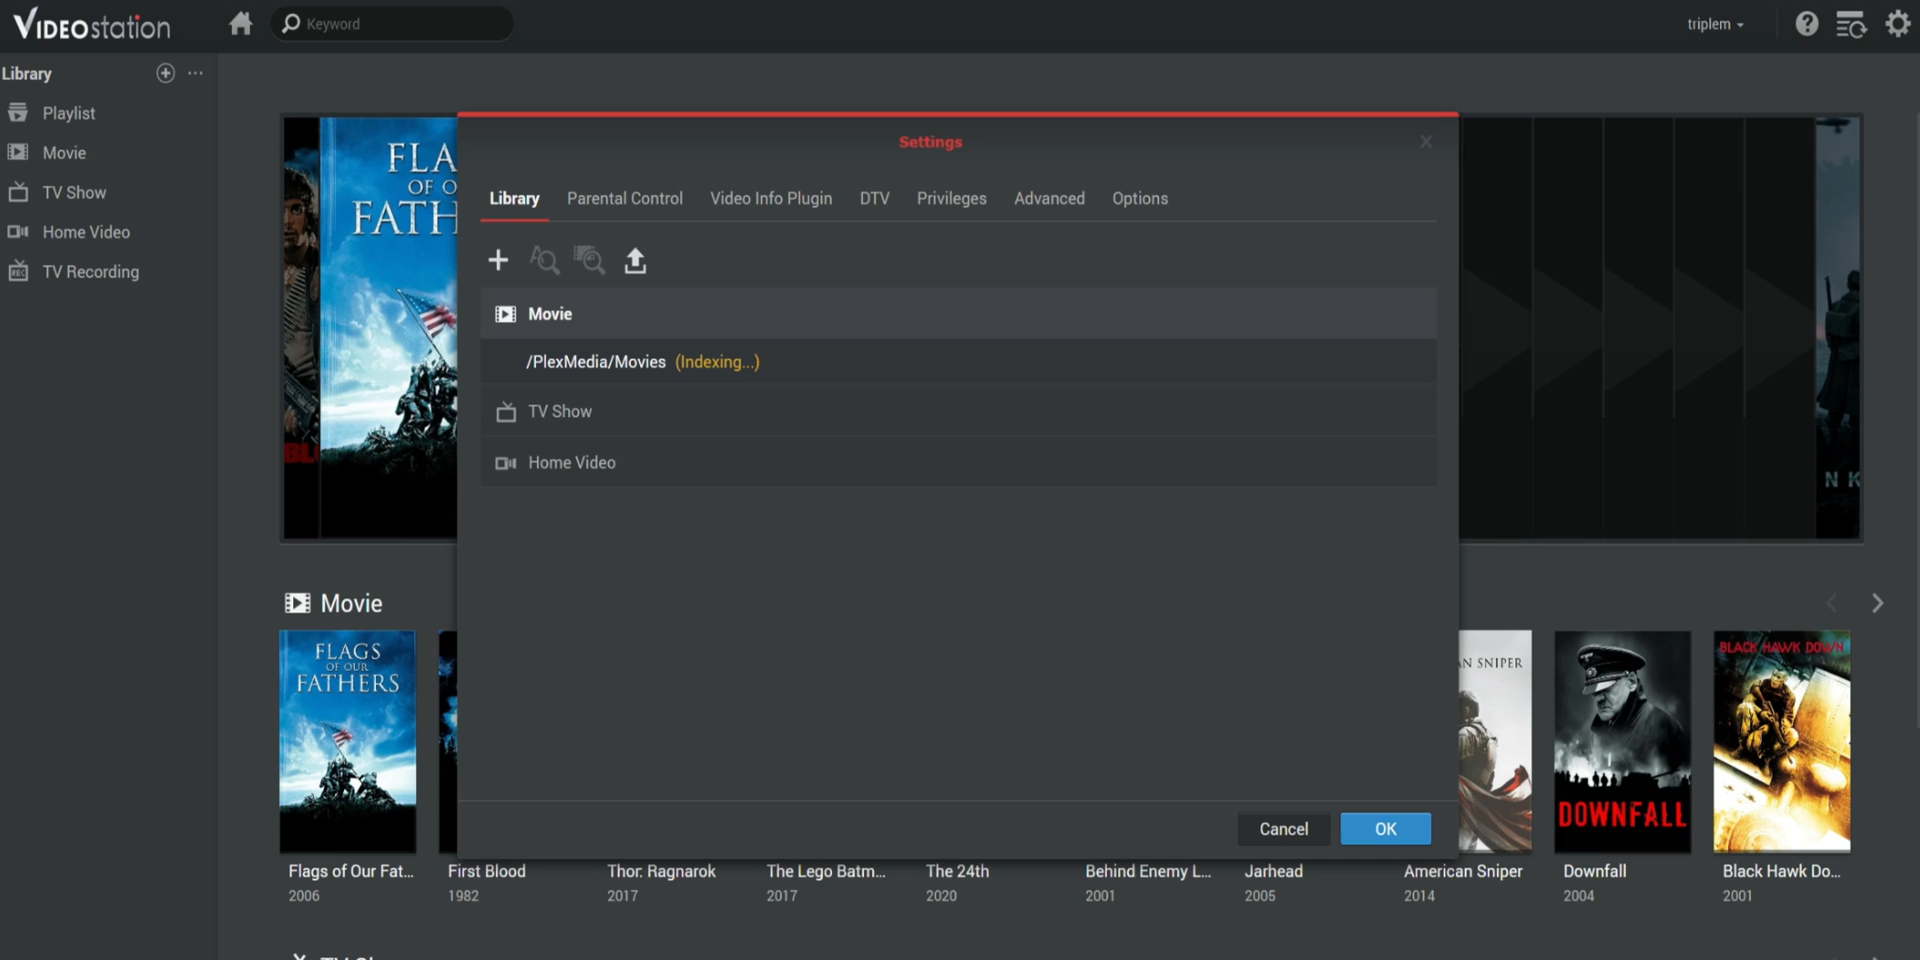 VIDEOstation
Keyword
triplem
Library
Playlist
Movie
TV Show
Home Video
TV Recording
REC
FLA
OF O
FATH
BL
N K
Settings
Library Parental Control Video Info Plugin DTV Privileges Advanced Options
Movie
/PlexMedia/Movies (Indexing...)
TV Show
Home Video
Cancel OK
Movie
FLAGS
OF OUR
FATHERS
AN SNIPER
DOWNFALL
BLACK HAWK DOWN
Flags of Our Fat... First Blood Thor: Ragnarok The Lego Batm... The 24th Behind Enemy L... Jarhead American Sniper Downfall Black Hawk Do...
2006 1982 2017 2017 2020 2001 2005 2014 2004 2001